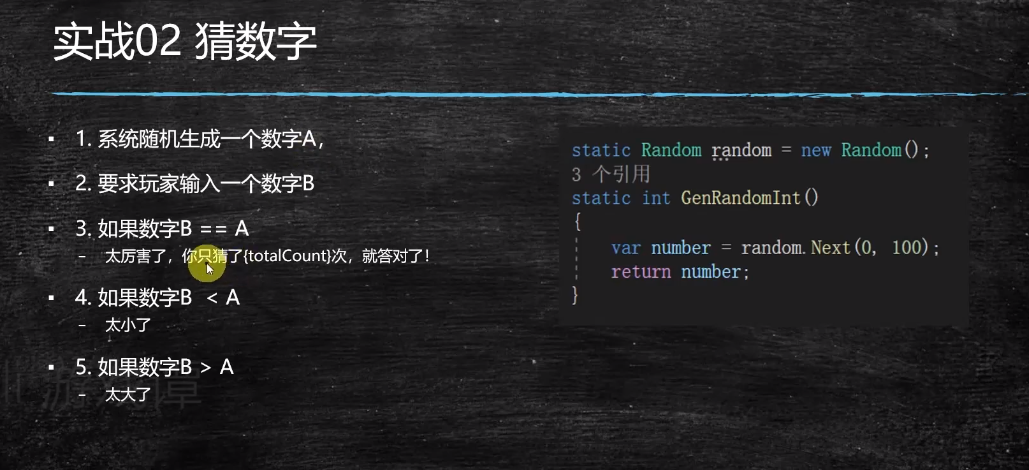 实战02 猜数字
1. 系统随机生成一个数字A，
2. 要求玩家输入一个数字B
3. 如果数字B == A
– 太厉害了，你只猜了{totalCount}次，就答对了！
4. 如果数字B < A
– 太小了
5. 如果数字B > A
– 太大了
static Random random = new Random();
3 个引用
static int GenRandomInt()
{
var number = random.Next(0, 100);
return number;
}